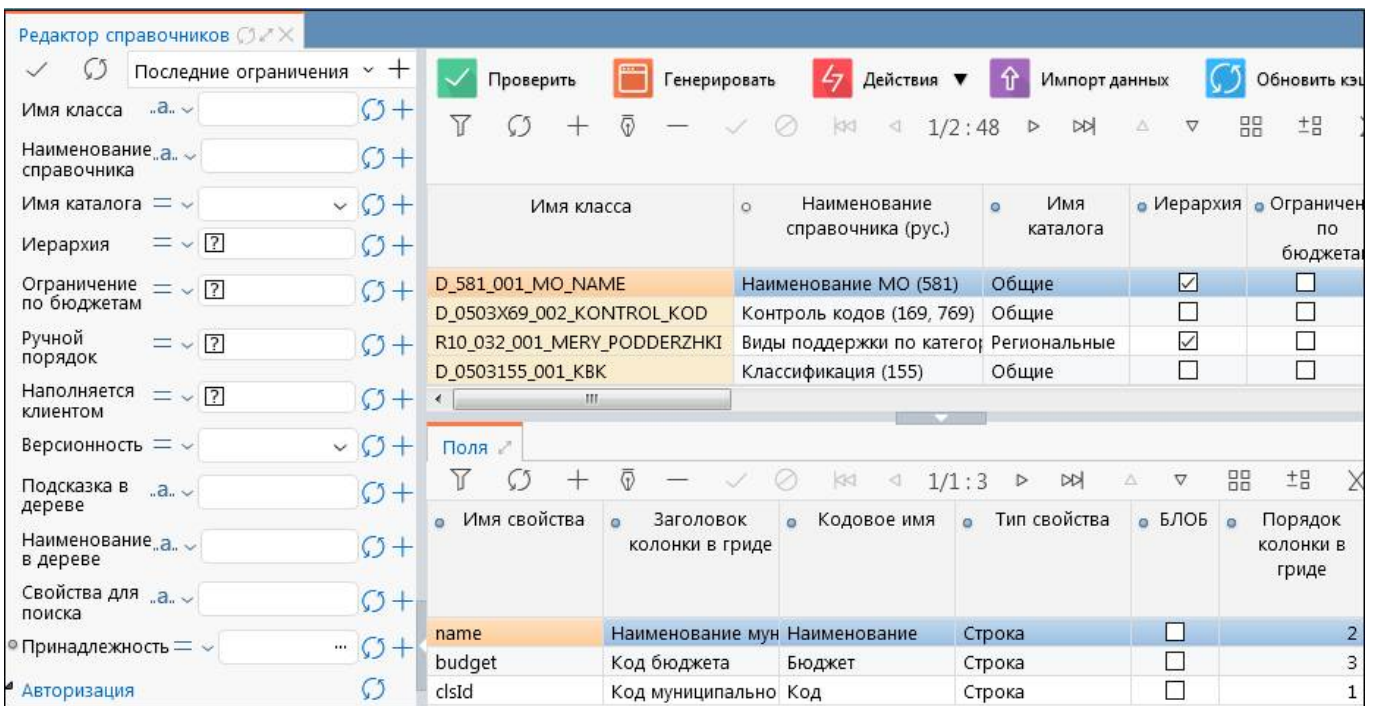 Редактор справочников
Последние ограничения
Имя класса ..a..
Наименование справочника ..a..
Имя каталога =
Иерархия = ?
Ограничение по бюджетам = ?
Ручной порядок = ?
Наполняется клиентом = ?
Версионность =
Подсказка в дереве ..a..
Наименование в дереве ..a..
Свойства для поиска ..a..
Принадлежность = ...
Авторизация
Проверить Генерировать Действия Импорт данных Обновить кэш
1/2 : 48
Имя класса Наименование справочника (рус.) Имя каталога Иерархия Ограничен по бюджета
D_581_001_MO_NAME Наименование МО (581) Общие
D_0503X69_002_KONTROL_KOD Контроль кодов (169, 769) Общие
R10_032_001_MERY_PODDERZHKI Виды поддержки по катего Региональные
D_0503155_001_KBK Классификация (155) Общие
Поля
1/1 : 3
Имя свойства Заголовок колонки в гриде Кодовое имя Тип свойства БЛОБ Порядок колонки в гриде
name Наименование мун Наименование Строка 2
budget Код бюджета Бюджет Строка 3
clsId Код муниципально Код Строка 1